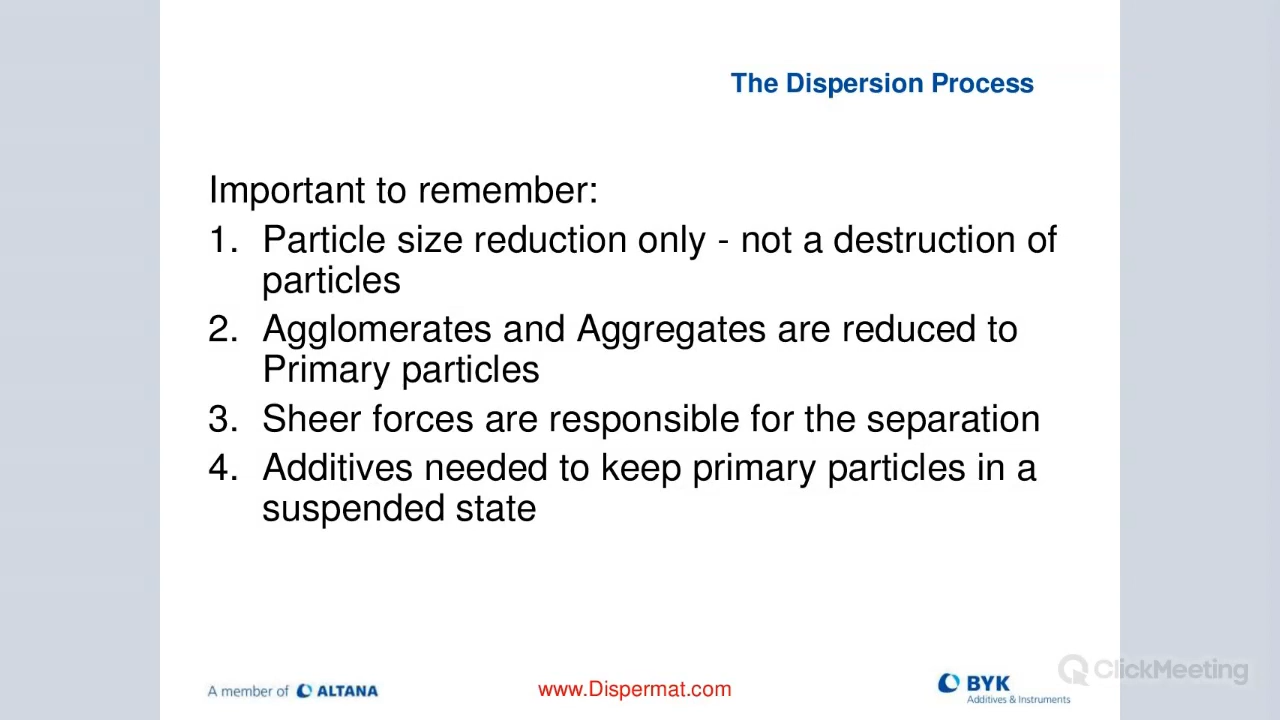 The Dispersion Process
Important to remember:
1. Particle size reduction only - not a destruction of
particles
2. Agglomerates and Aggregates are reduced to
Primary particles
3. Sheer forces are responsible for the separation
4. Additives needed to keep primary particles in a
suspended state
A member of ALTANA
www.Dispermat.com
BYK
Additives & Instruments
ClickMeeting